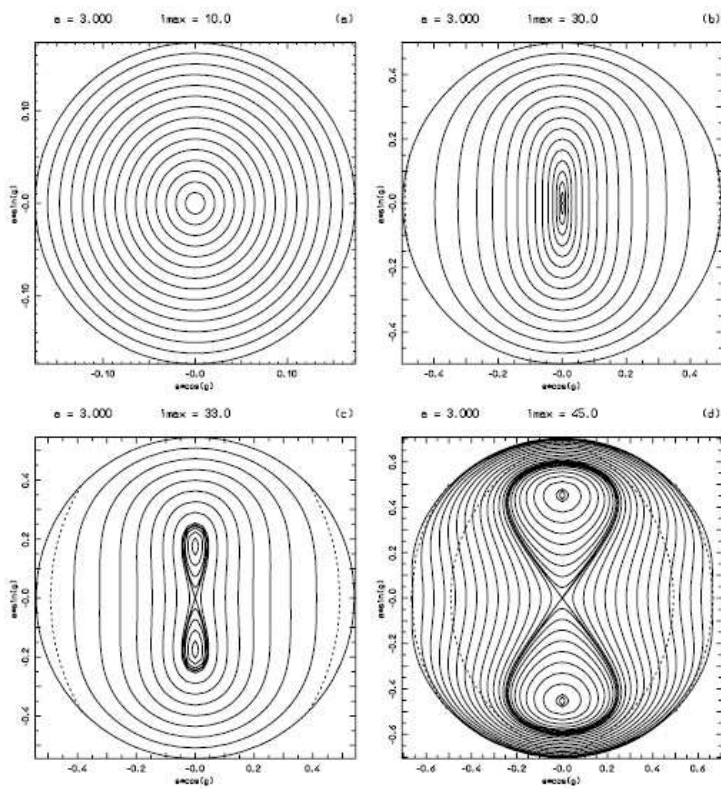 a = 3.000 imax = 10.0 (a)
a = 3.000 imax = 30.0 (b)
0.10
-0.0
-0.10
e*sin(g)
-0.10 -0.0 0.10
e*cos(g)
0.4
0.2
-0.0
-0.2
-0.4
e*sin(g)
-0.4 -0.2 -0.0 0.2 0.4
e*cos(g)
a = 3.000 imax = 33.0 (c)
a = 3.000 imax = 45.0 (d)
0.4
0.2
-0.0
-0.2
-0.4
e*sin(g)
-0.4 -0.2 -0.0 0.2 0.4
e*cos(g)
0.6
0.4
0.2
-0.0
-0.2
-0.4
-0.6
e*sin(g)
-0.6 -0.4 -0.2 -0.0 0.2 0.4 0.6
e*cos(g)